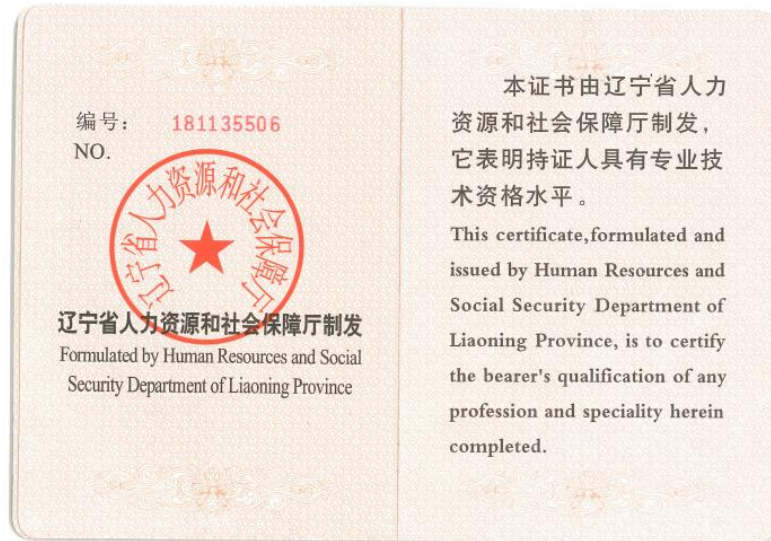 编号： 181135506
NO.
辽宁省人力资源和社会保障厅
辽宁省人力资源和社会保障厅制发
Formulated by Human Resources and Social
Security Department of Liaoning Province
本证书由辽宁省人力
资源和社会保障厅制发，
它表明持证人具有专业技
术资格水平。
This certificate,formulated and
issued by Human Resources and
Social Security Department of
Liaoning Province, is to certify
the bearer's qualification of any
profession and speciality herein
completed.